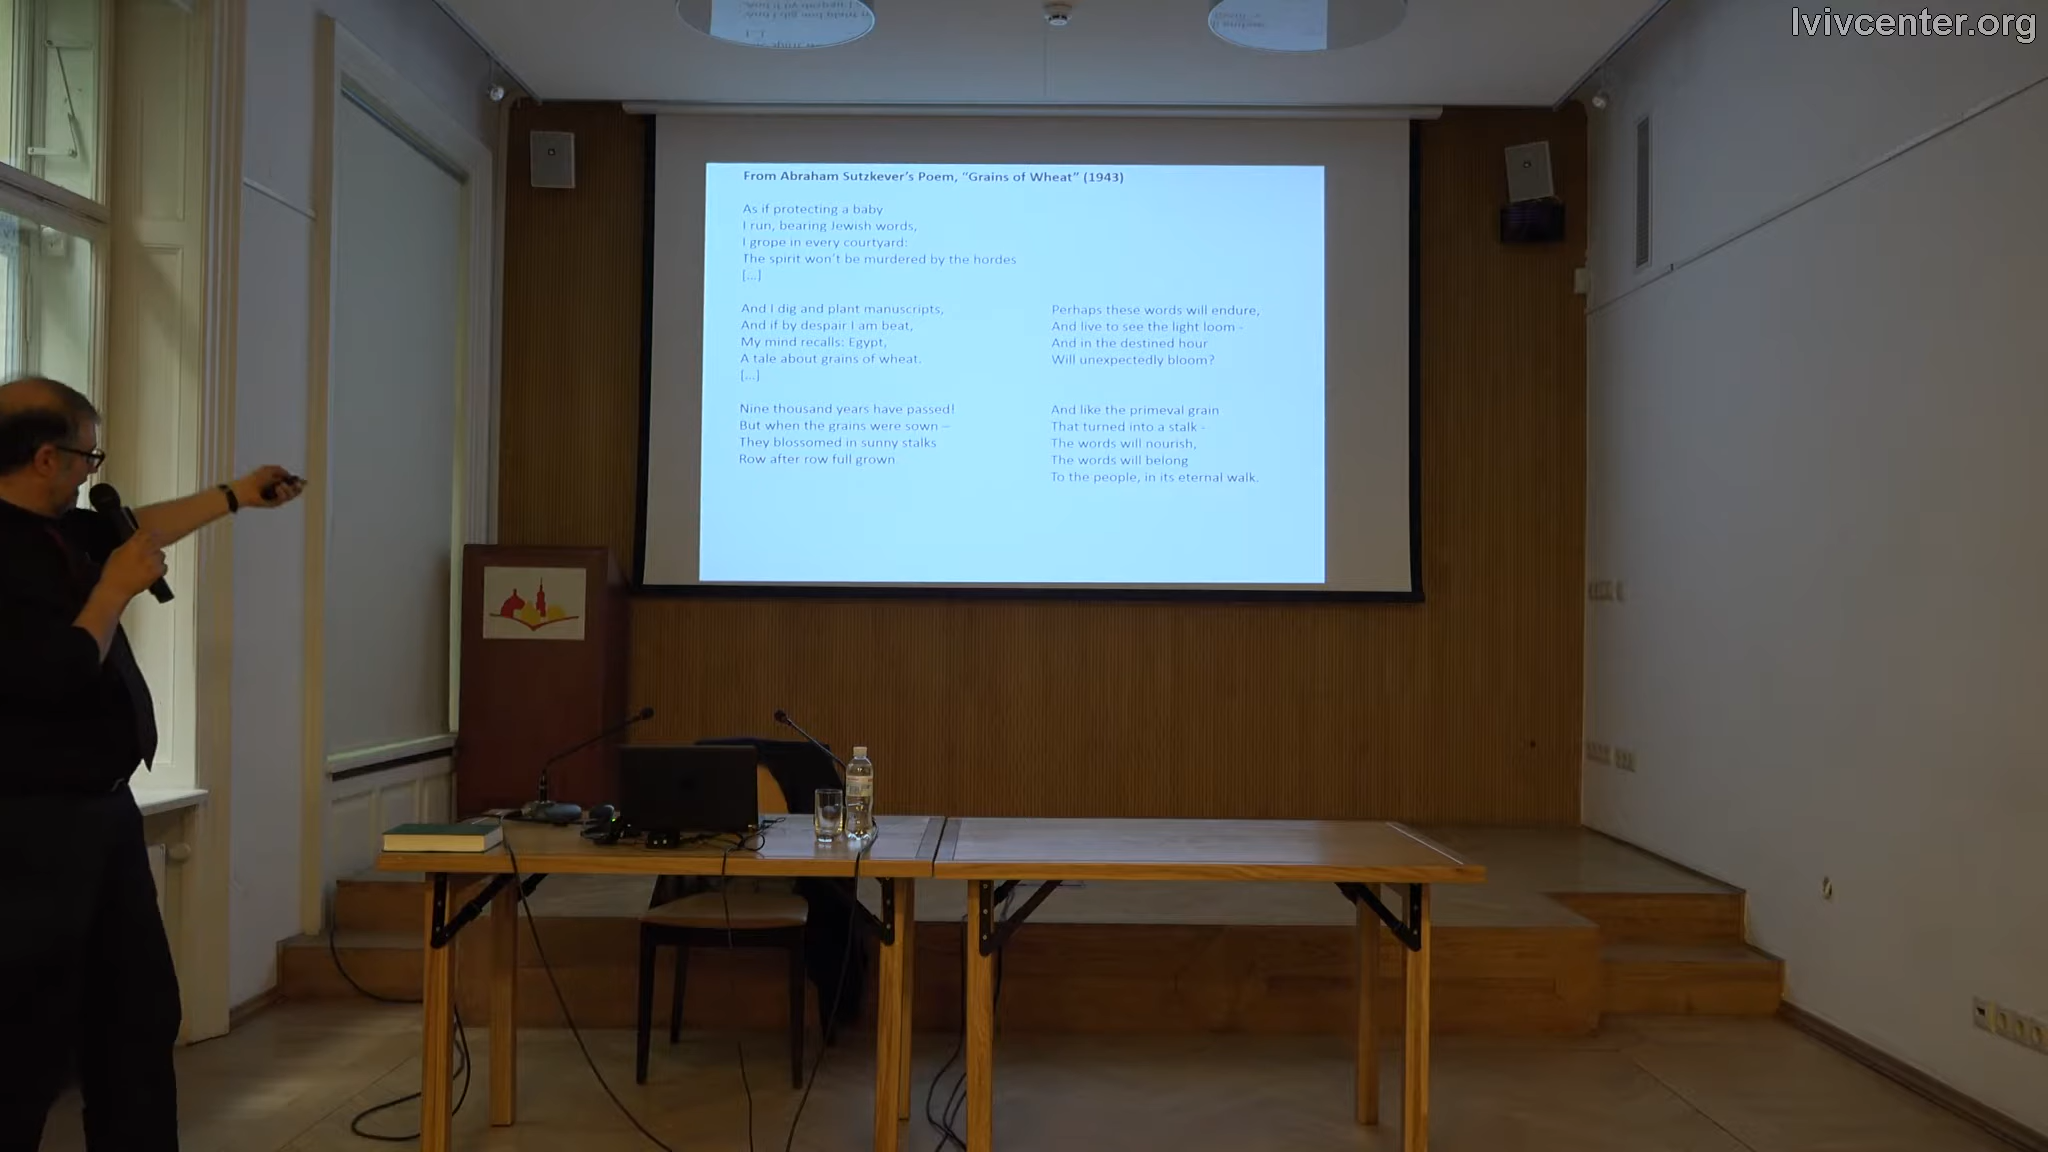 lvivcenter.org
From Abraham Sutzkever's Poem, “Grains of Wheat” (1943)
As if protecting a baby
I run, bearing Jewish words,
I grope in every courtyard:
The spirit won't be murdered by the hordes
[...]
And I dig and plant manuscripts,
And if by despair I am beat,
My mind recalls: Egypt,
A tale about grains of wheat.
[...]
Nine thousand years have passed!
But when the grains were sown –
They blossomed in sunny stalks
Row after row full grown.
Perhaps these words will endure,
And live to see the light loom -
And in the destined hour
Will unexpectedly bloom?
And like the primeval grain
That turned into a stalk -
The words will nourish,
The words will belong
To the people, in its eternal walk.